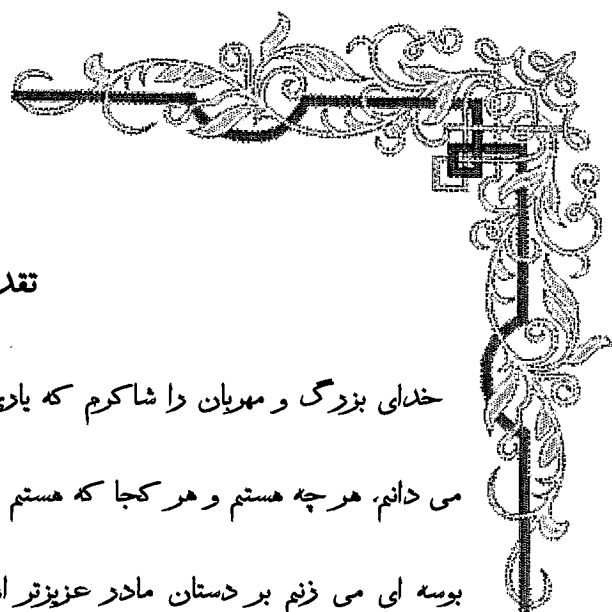 تقد
خدای بزرگ و مهربان را شاکرم که یاری
می دانم، هر چه هستم و هر کجا که هستم
بوسه ای می زنم بر دستان مادر عزیزتر